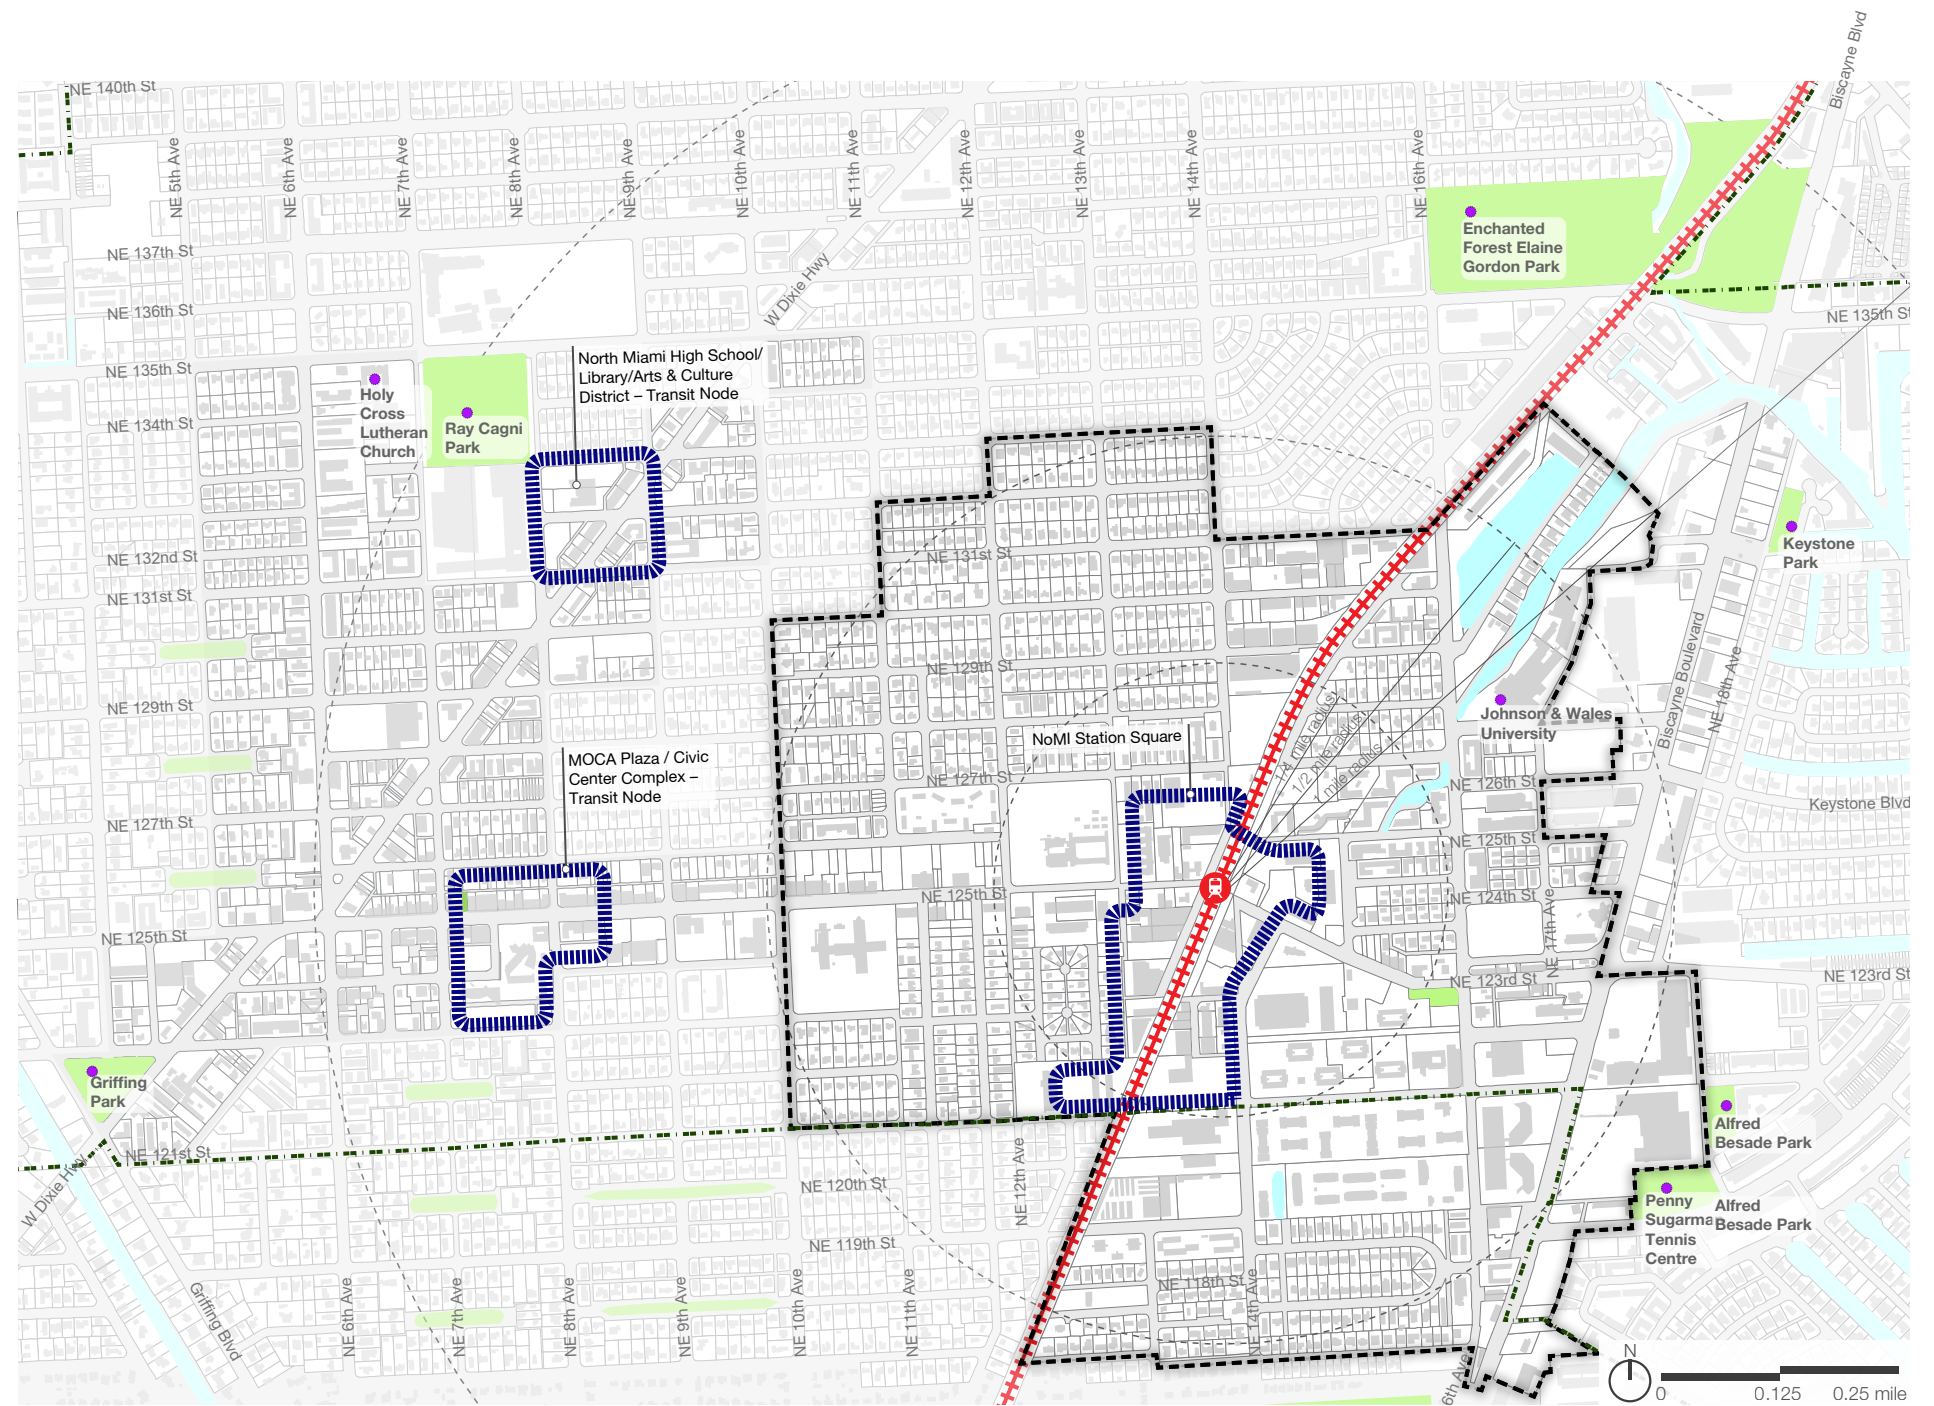 Biscayne Blvd
NE 140th St
NE 5th Ave
NE 6th Ave
NE 7th Ave
NE 8th Ave
NE 9th Ave
NE 10th Ave
NE 11th Ave
NE 12th Ave
NE 13th Ave
NE 14th Ave
NE 16th Ave
Enchanted
Forest Elaine
Gordon Park
NE 137th St
W Dixie Hwy
NE 136th St
NE 135th St
NE 135th St
North Miami High School/
Library/Arts & Culture
District – Transit Node
Holy
Cross
Lutheran
Church
Ray Cagni
Park
NE 134th St
Keystone
Park
NE 132nd St
NE 131st St
NE 131st St
NE 129th St
NE 129th St
Biscayne Boulevard
NE 18th Ave
Johnson & Wales
University
1/4 mile radius
1/2 mile radius
1 mile radius
NoMI Station Square
MOCA Plaza / Civic
Center Complex –
Transit Node
NE 127th St
NE 127th St
NE 126th St
Keystone Blvd
NE 125th St
NE 125th St
NE 124th St
NE 125th St
NE 17th Ave
NE 123rd St
NE 123rd St
Griffing
Park
Alfred
Besade Park
NE 121st St
W Dixie Hwy
NE 120th St
NE 12th Ave
Penny
Sugarma
Tennis
Centre
Alfred
Besade Park
NE 119th St
NE 118th St
Griffing Blvd
NE 6th Ave
NE 7th Ave
NE 8th Ave
NE 9th Ave
NE 10th Ave
NE 11th Ave
NE 14th Ave
6th Ave
N
0
0.125
0.25 mile